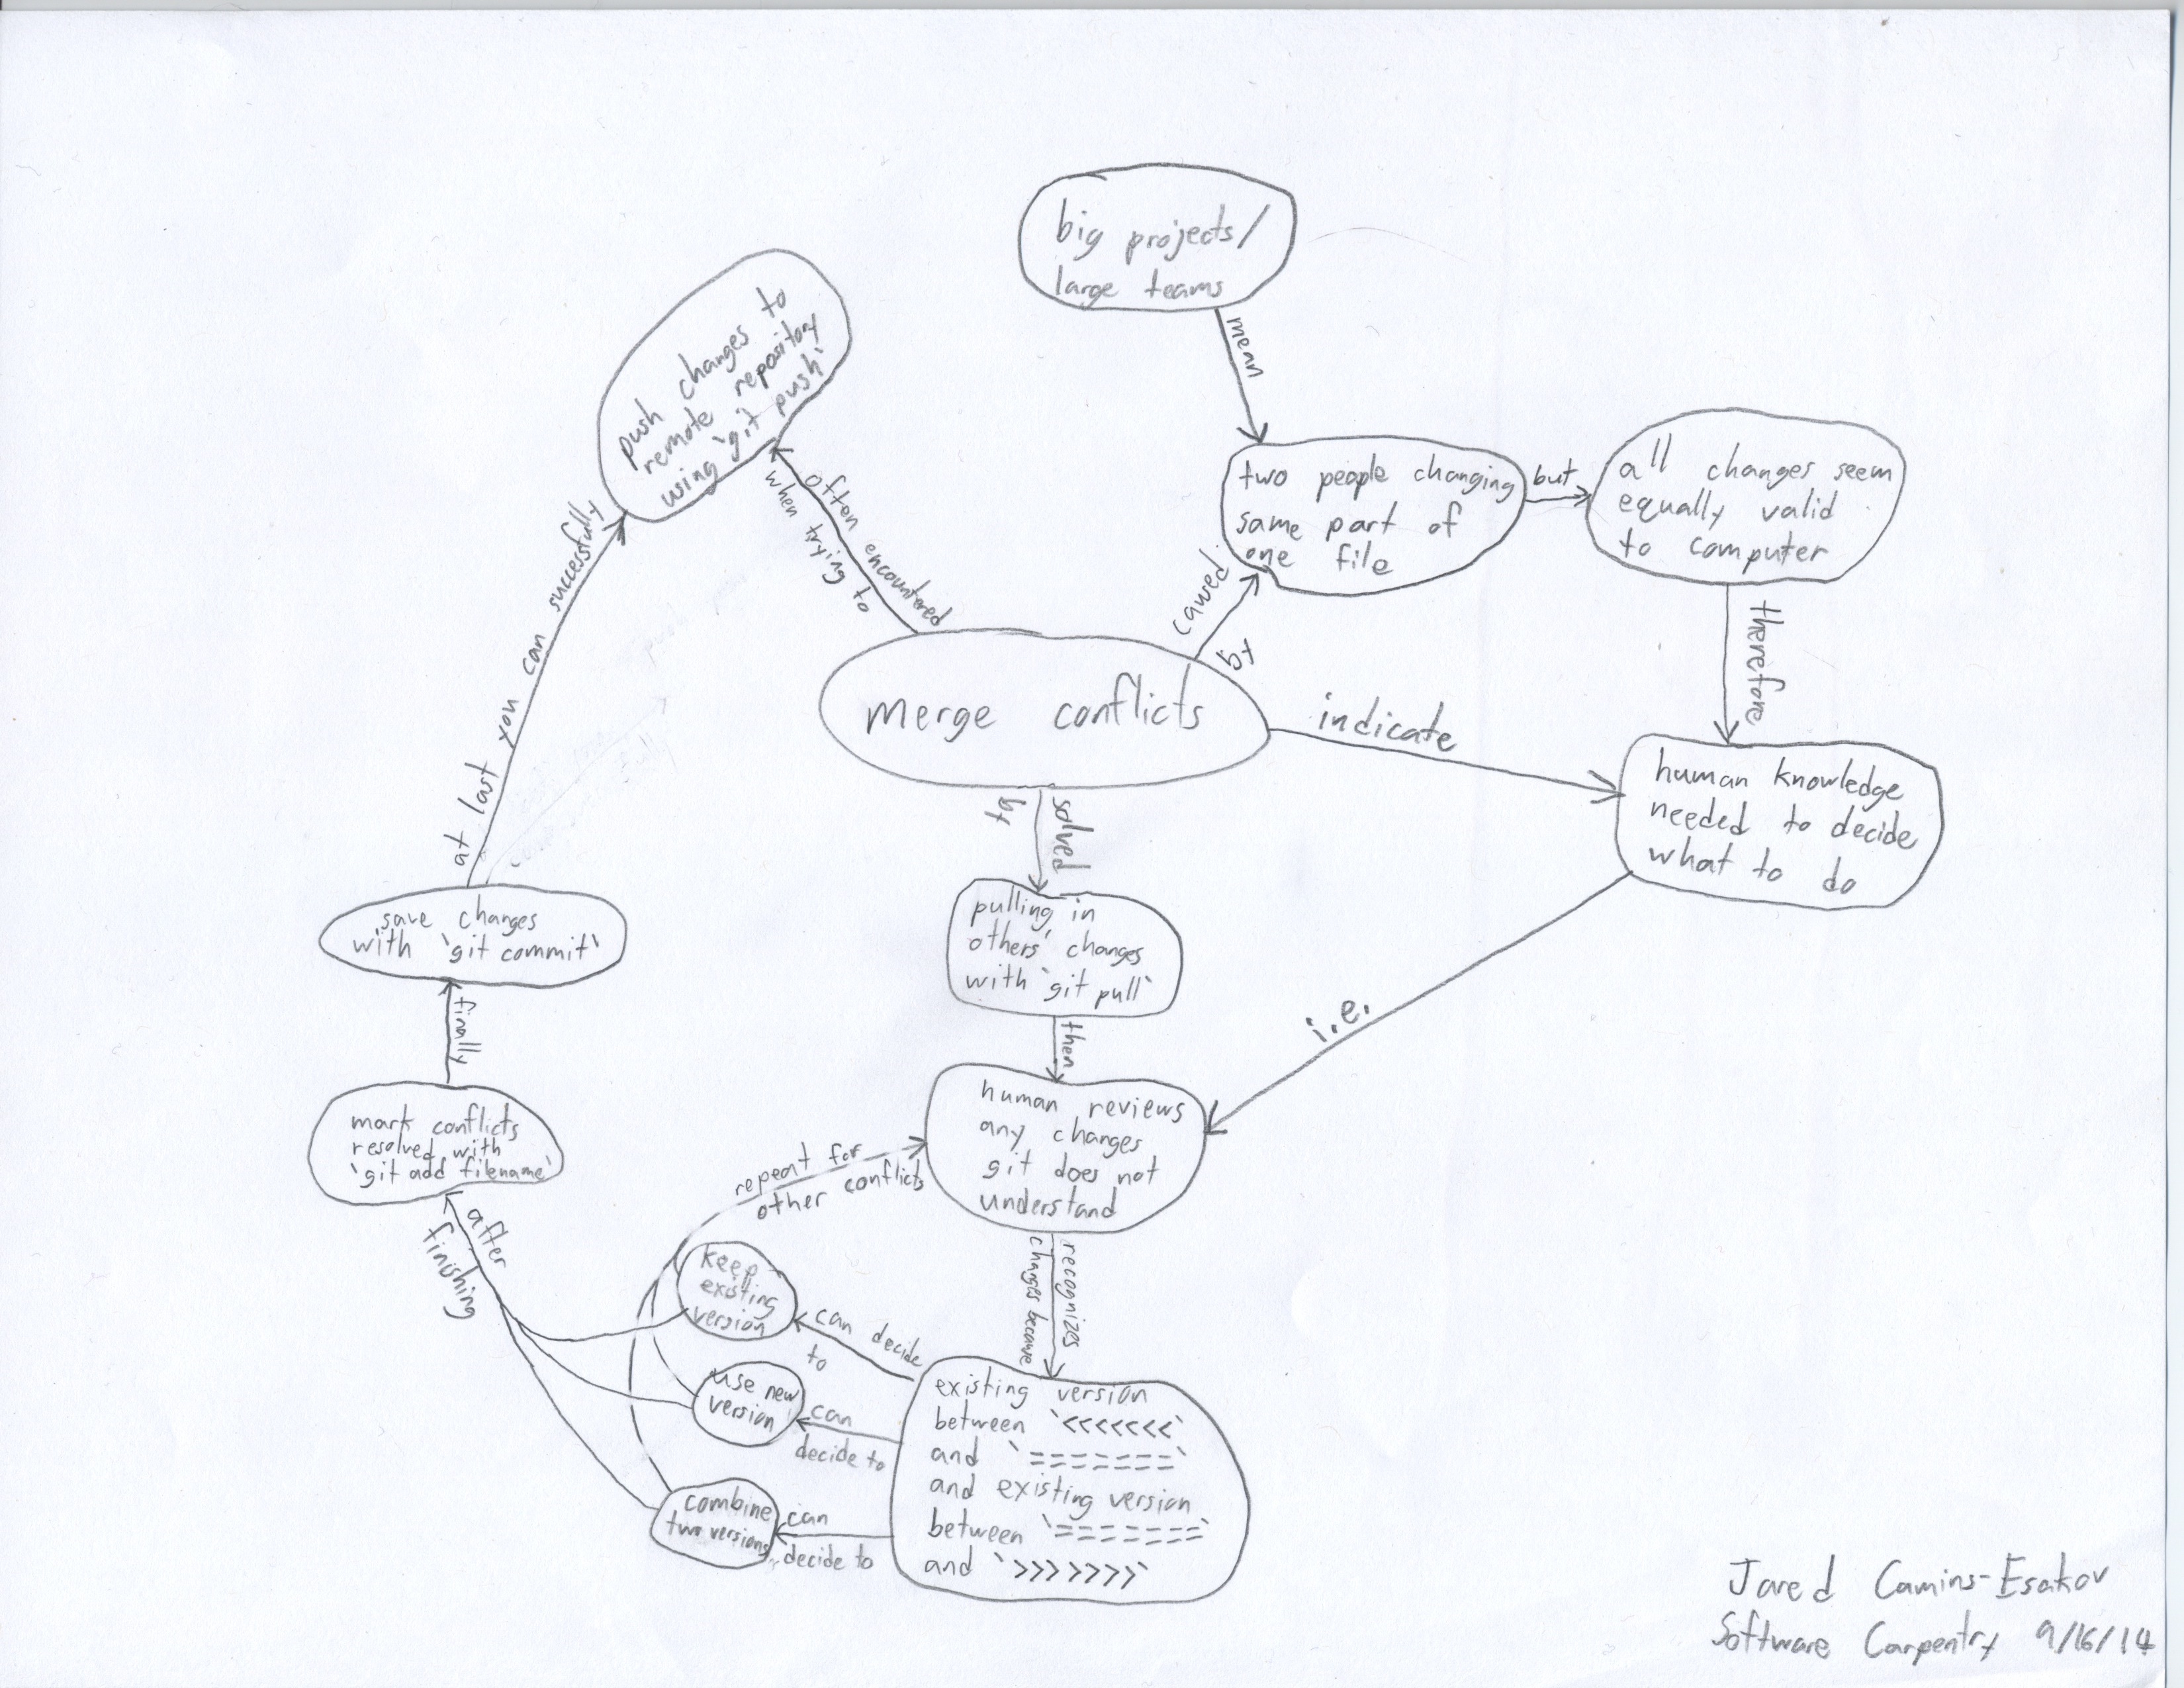 big projects/
large teams
mean
push changes to
remote repository
using `git push`
two people changing
same part of
one file
but
all changes seem
equally valid
to computer
often encountered
when trying to
caused
by
therefore
at last you can successfully
merge conflicts
indicate
human knowledge
needed to decide
what to do
solved
by
save changes
with `git commit`
pulling in
others' changes
with `git pull`
i.e.
finally
then
mark conflicts
resolved with
`git add filename`
human reviews
any changes
git does not
understand
repeat for
other conflicts
after
finishing
recognizes
changes because
keep
existing
version
can decide
to
use new
version
can
decide to
existing version
between `<<<<<<<`
and `=======`
and existing version
between `=======`
and `>>>>>>>`
combine
two versions
can
decide to
Jared Camins-Esakov
Software Carpentry 9/16/14